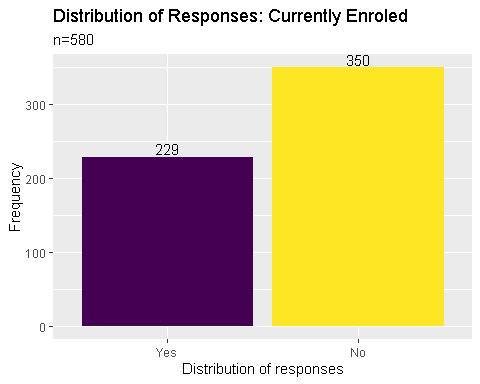 Distribution of Responses: Currently Enroled
n=580
350
300
229
200
Frequency
100
0
Yes No
Distribution of responses